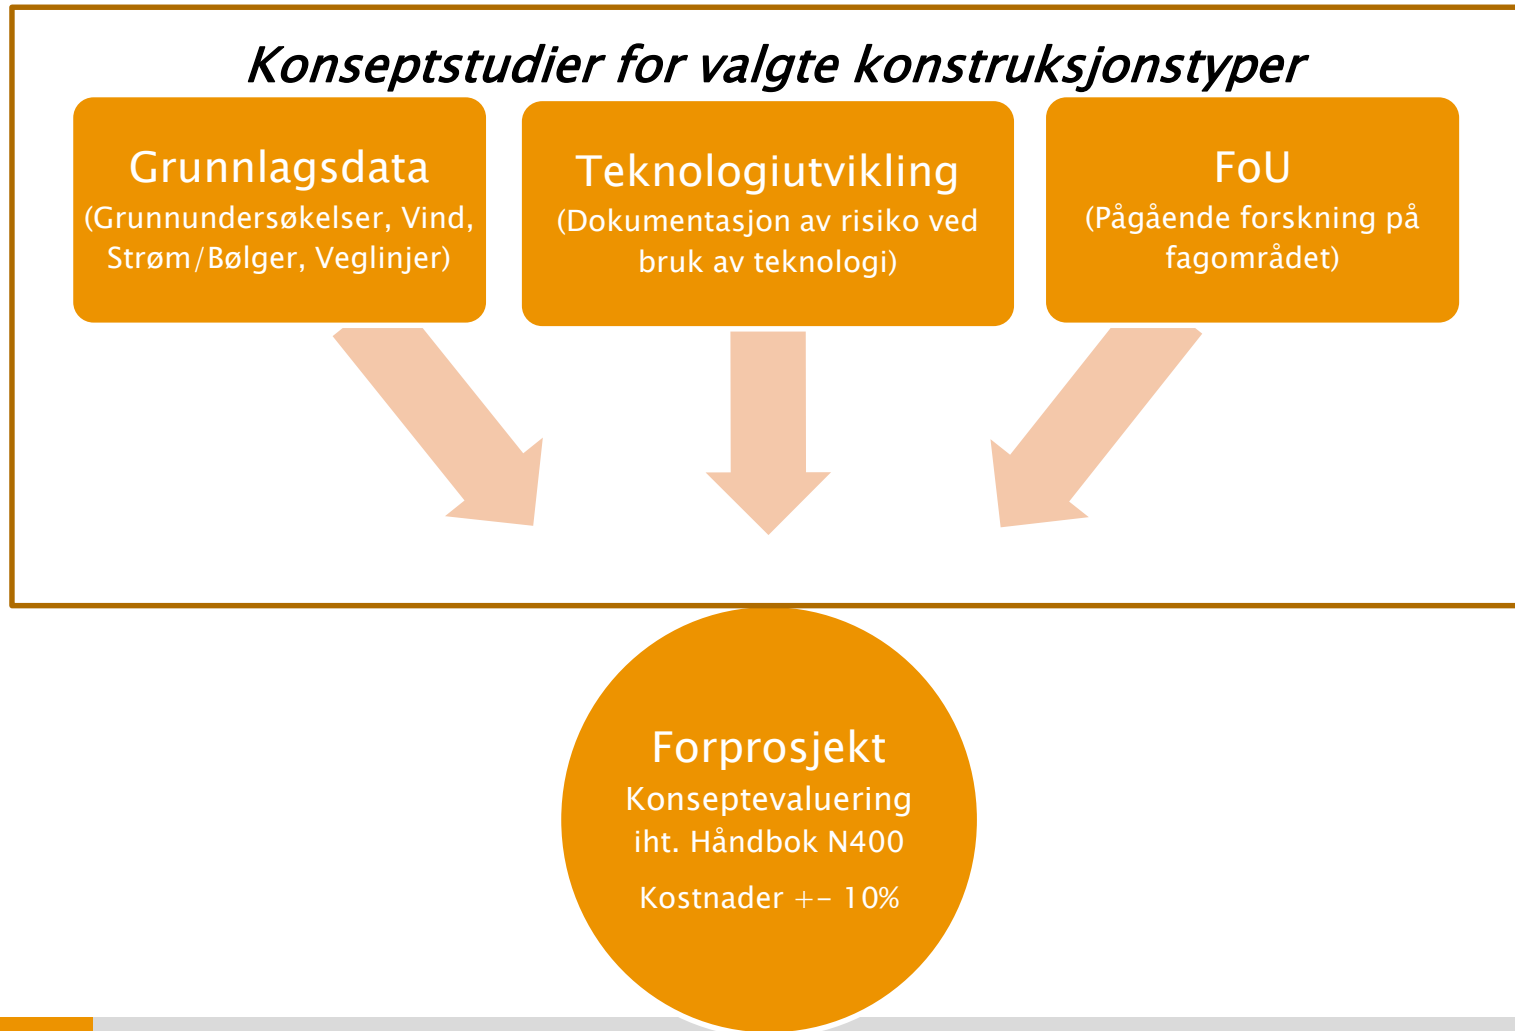 Konseptstudier for valgte konstruksjonstyper
Grunnlagsdata
(Grunnundersøkelser, Vind,
Strøm/Bølger, Veglinjer)
Teknologiutvikling
(Dokumentasjon av risiko ved
bruk av teknologi)
FoU
(Pågående forskning på
fagområdet)
Forprosjekt
Konseptevaluering
iht. Håndbok N400
Kostnader +- 10%